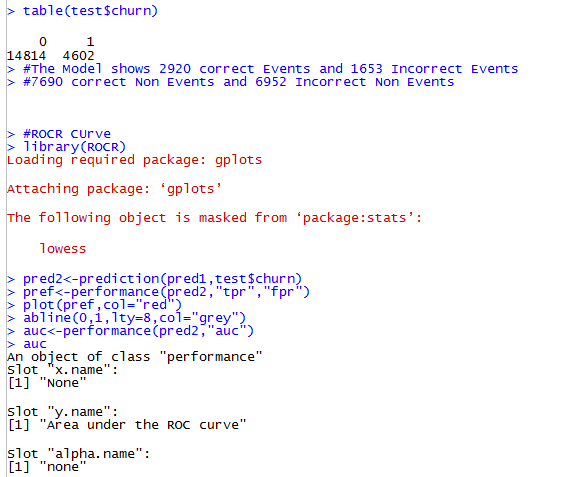 > table(test$churn)
0 1
14814 4602
> #The Model shows 2920 correct Events and 1653 Incorrect Events
> #7690 correct Non Events and 6952 Incorrect Non Events
> #ROCR CUrve
> library(ROCR)
Loading required package: gplots
Attaching package: ‘gplots’
The following object is masked from ‘package:stats’:
lowess
> pred2<-prediction(pred1,test$churn)
> pref<-performance(pred2,"tpr","fpr")
> plot(pref,col="red")
> abline(0,1,lty=8,col="grey")
> auc<-performance(pred2,"auc")
> auc
An object of class "performance"
Slot "x.name":
[1] "None"
Slot "y.name":
[1] "Area under the ROC curve"
Slot "alpha.name":
[1] "none"